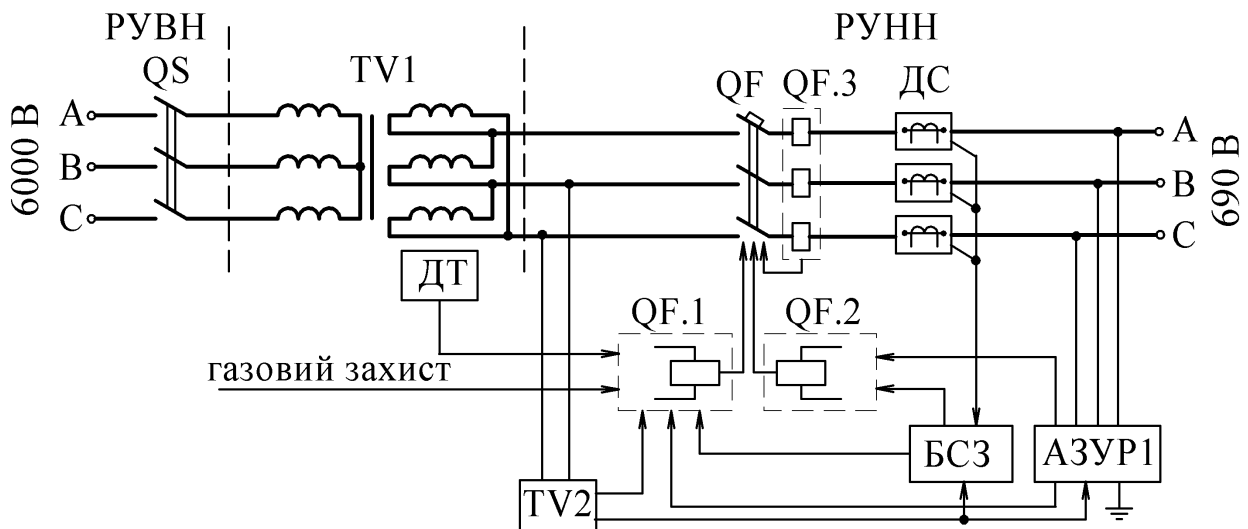 РУВН
РУНН
QS
TV1
QF
QF.3
ДС
6000 В
A
B
C
A
B
C
690 В
ДТ
QF.1
QF.2
газовий захист
БСЗ
АЗУР1
TV2